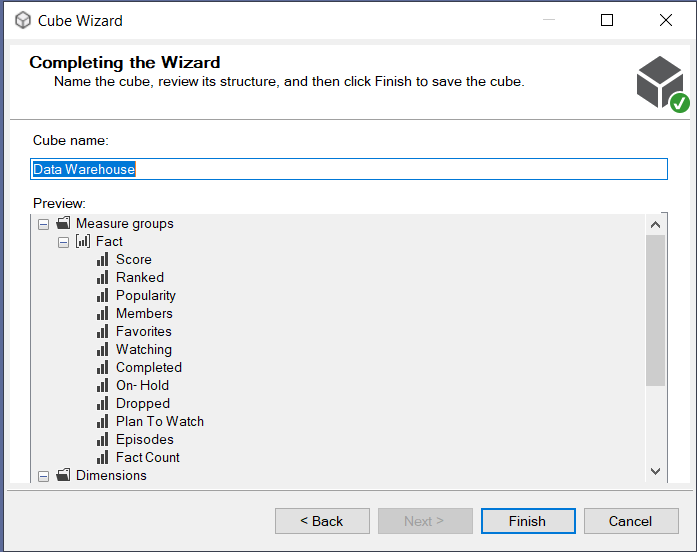 Cube Wizard
Completing the Wizard
Name the cube, review its structure, and then click Finish to save the cube.
Cube name:
Data Warehouse
Preview:
Measure groups
Fact
Score
Ranked
Popularity
Members
Favorites
Watching
Completed
On- Hold
Dropped
Plan To Watch
Episodes
Fact Count
Dimensions
< Back
Next >
Finish
Cancel